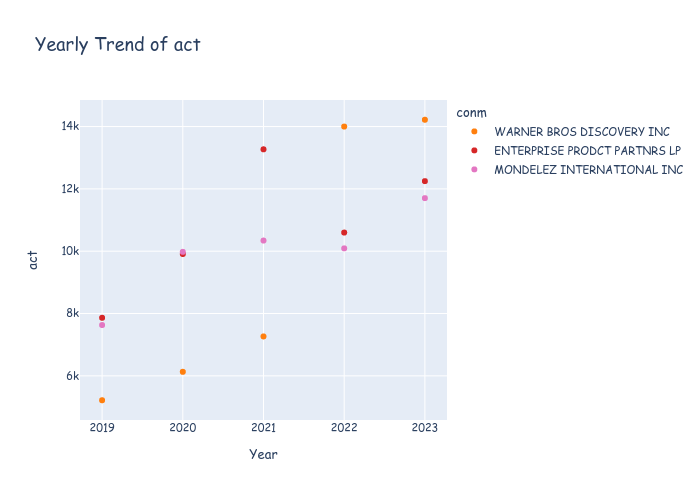 Yearly Trend of act
conm
WARNER BROS DISCOVERY INC
ENTERPRISE PRODCT PARTNRS LP
MONDELEZ INTERNATIONAL INC
act
14k
12k
10k
8k
6k
2019 2020 2021 2022 2023
Year